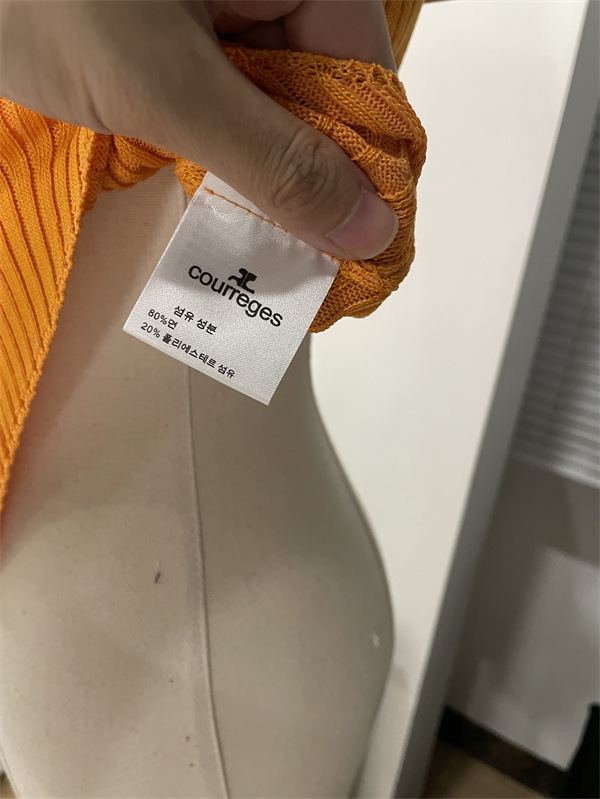 courreges
섬유 성분
80%면
20% 폴리에스테르 섬유